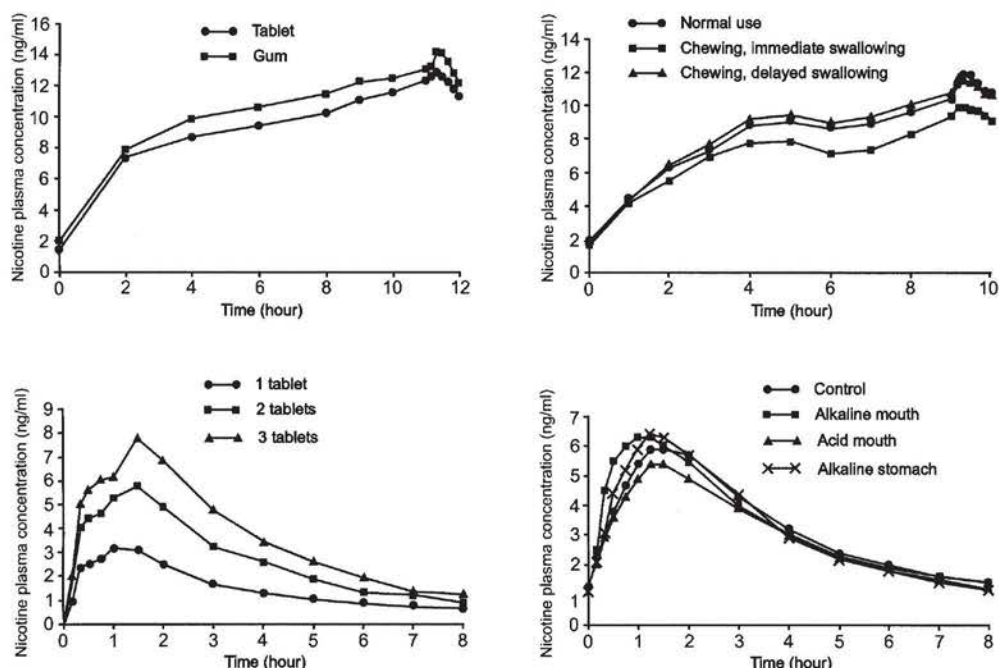 Nicotine plasma concentration (ng/ml)
14
12
10
8
6
4
2
0
Tablet
Gum
0 2 4 6 8 10 12
Time (hour)
Nicotine plasma concentration (ng/ml)
14
12
10
8
6
4
2
0
Normal use
Chewing, immediate swallowing
Chewing, delayed swallowing
0 1 2 3 4 5 6 7 8 9 10
Time (hour)
Nicotine plasma concentration (ng/ml)
9
8
7
6
5
4
3
2
1
0
1 tablet
2 tablets
3 tablets
0 1 2 3 4 5 6 7 8
Time (hour)
Nicotine plasma concentration (ng/ml)
7
6
5
4
3
2
1
0
Control
Alkaline mouth
Acid mouth
Alkaline stomach
0 1 2 3 4 5 6 7 8
Time (hour)